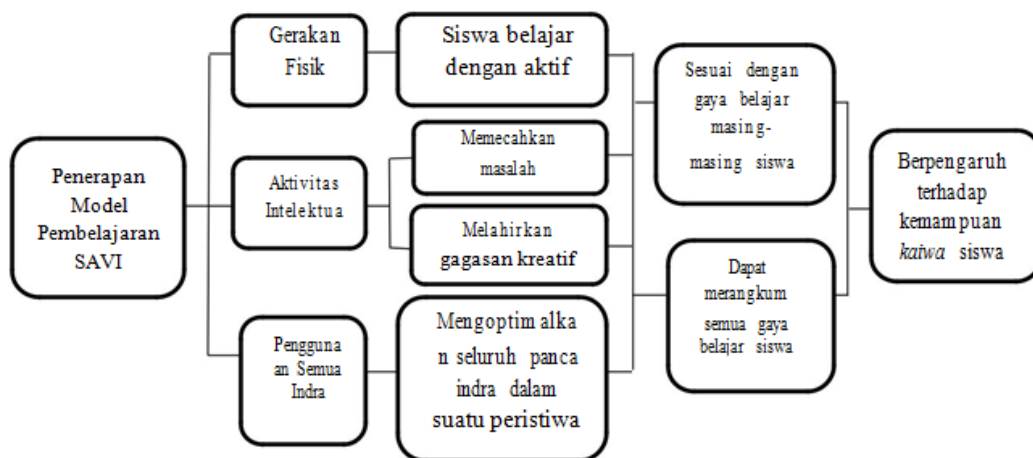 Penerapan
Model
Pembelajaran
SAVI
Gerakan
Fisik
Aktivitas
Intelektua
Pengguna
an Semua
Indra
Siswa belajar
dengan aktif
Memecahkan
masalah
Melahirkan
gagasan kreatif
Mengoptimalka
n seluruh panca
indra dalam
suatu peristiwa
Sesuai dengan
gaya belajar
masing-
masing siswa
Dapat
merangkum
semua gaya
belajar siswa
Berpengaruh
terhadap
kemampuan
kaiwa siswa